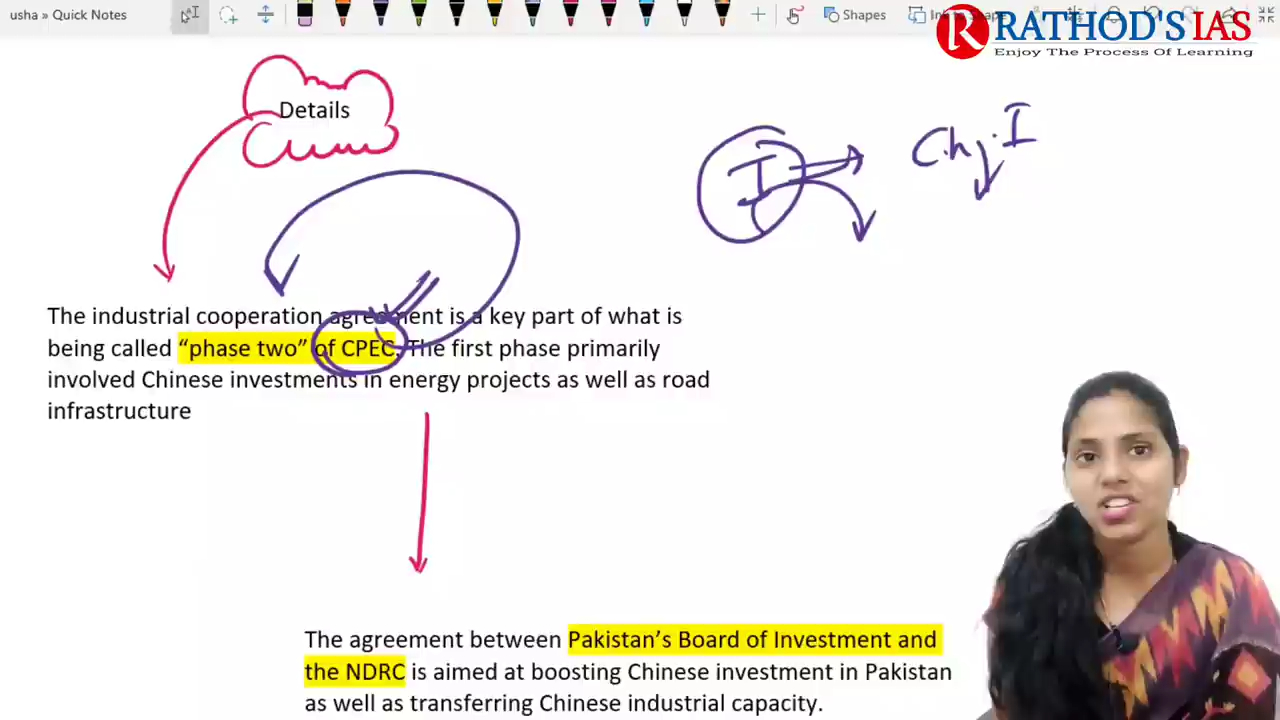 usha » Quick Notes
Shapes
RATHOD'S IAS
Enjoy The Process Of Learning
Details
I
Ch. I
The industrial cooperation agreement is a key part of what is
being called “phase two” of CPEC. The first phase primarily
involved Chinese investments in energy projects as well as road
infrastructure
The agreement between Pakistan’s Board of Investment and
the NDRC is aimed at boosting Chinese investment in Pakistan
as well as transferring Chinese industrial capacity.